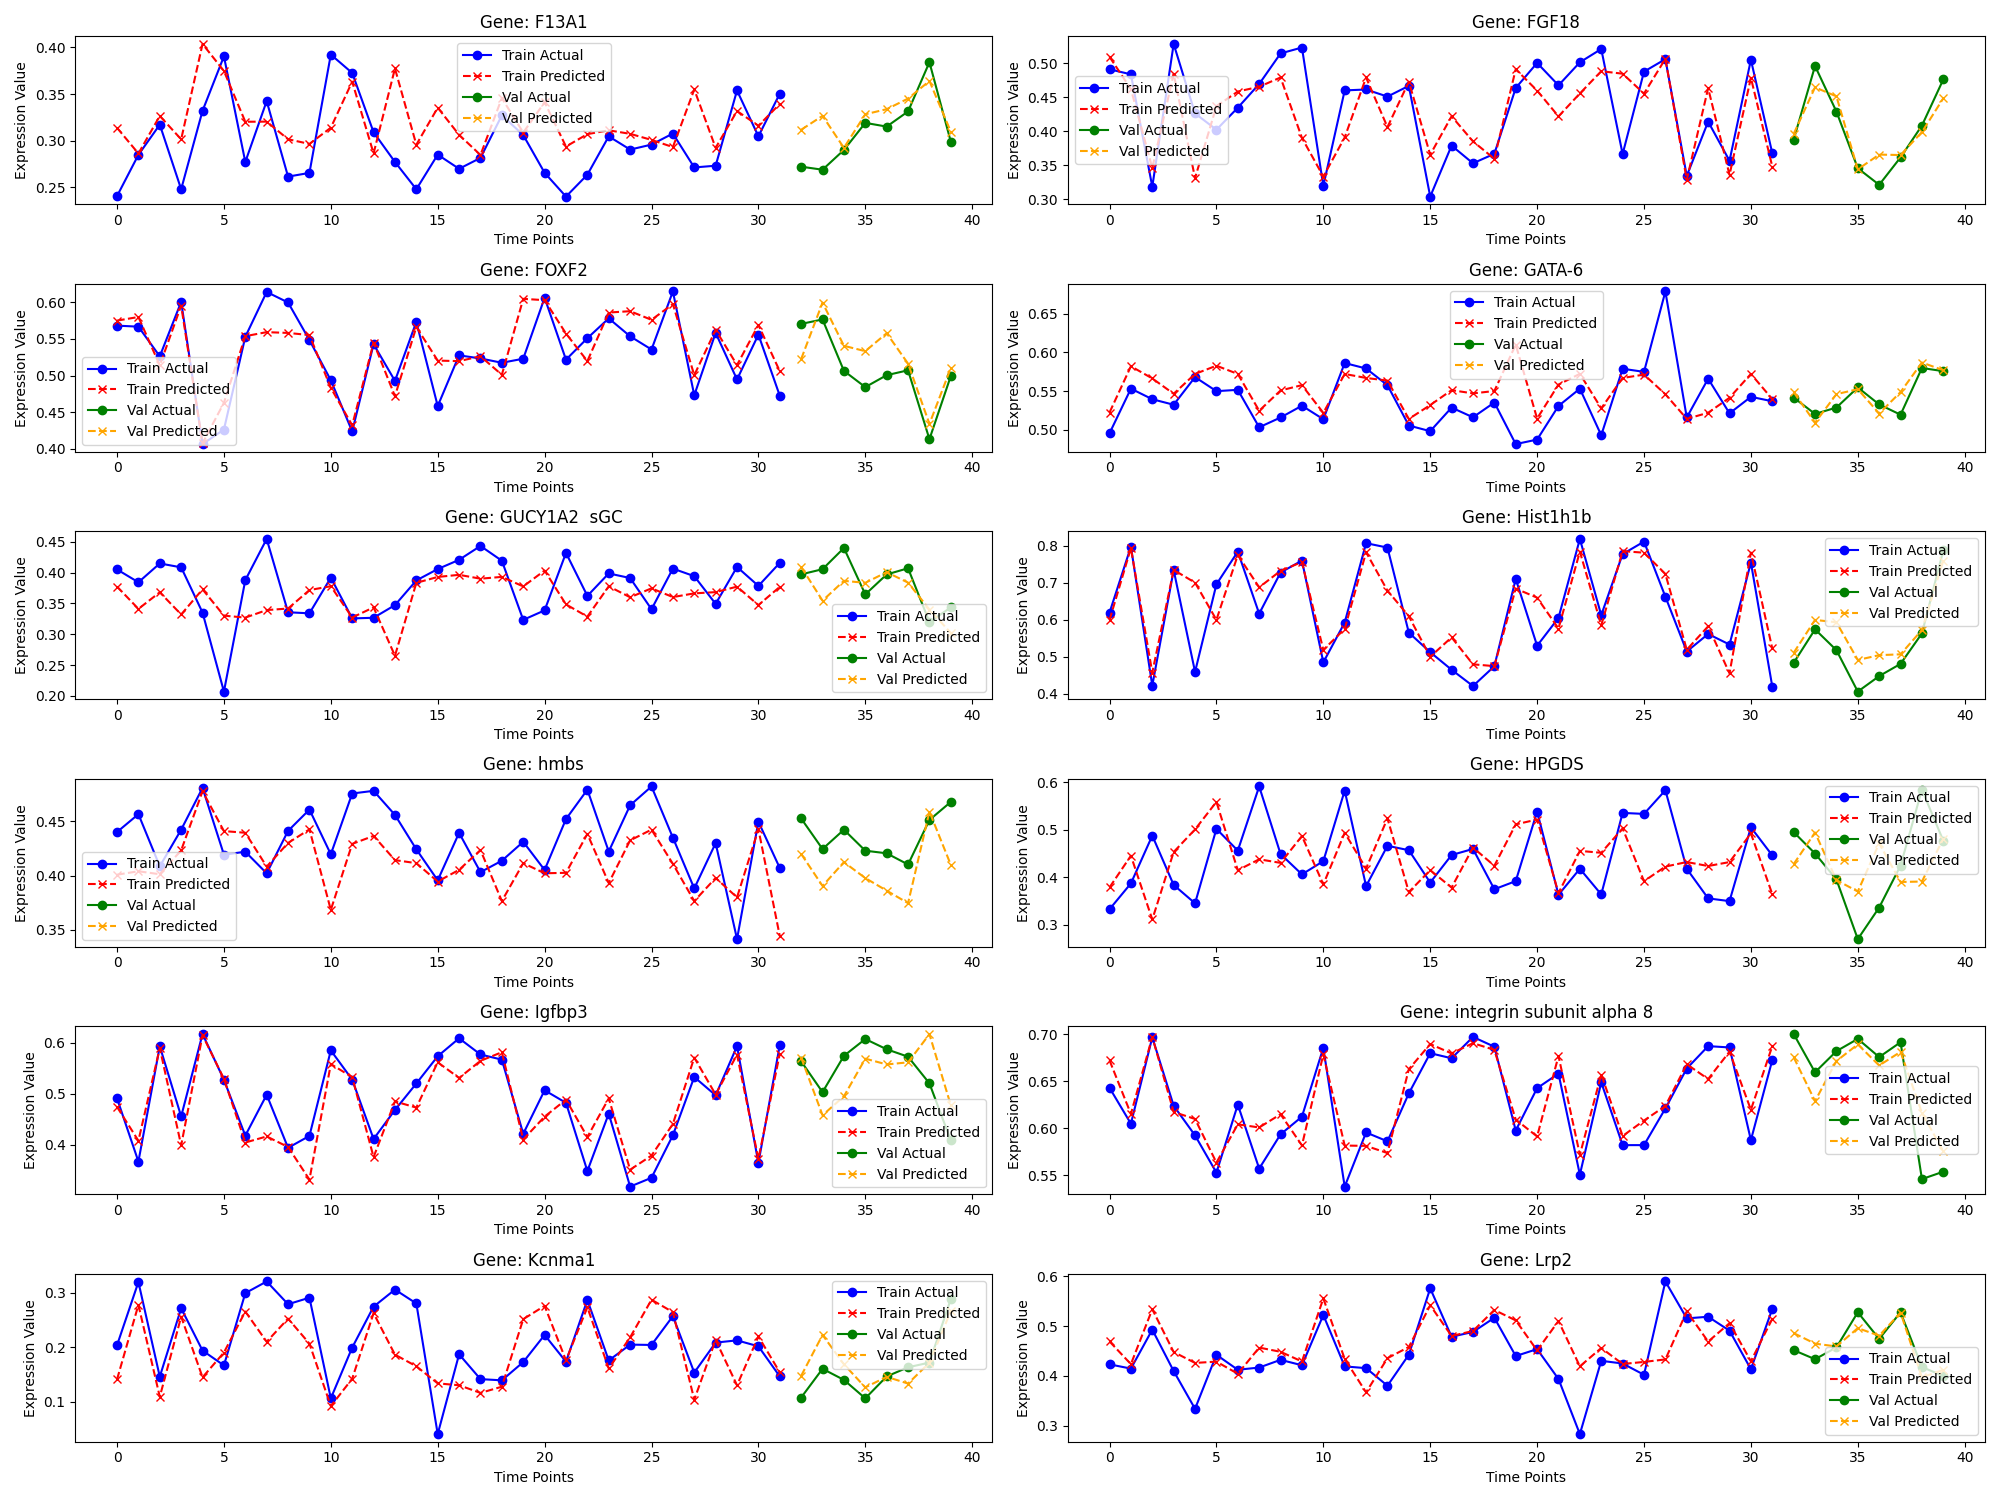 Gene: F13A1
Expression Value
0.40
0.35
0.30
0.25
Train Actual
Train Predicted
Val Actual
Val Predicted
0 5 10 15 20 25 30 35 40
Time Points
Gene: FGF18
Expression Value
0.50
0.45
0.40
0.35
0.30
Train Actual
Train Predicted
Val Actual
Val Predicted
0 5 10 15 20 25 30 35 40
Time Points
Gene: FOXF2
Expression Value
0.60
0.55
0.50
0.45
0.40
Train Actual
Train Predicted
Val Actual
Val Predicted
0 5 10 15 20 25 30 35 40
Time Points
Gene: GATA-6
Expression Value
0.65
0.60
0.55
0.50
Train Actual
Train Predicted
Val Actual
Val Predicted
0 5 10 15 20 25 30 35 40
Time Points
Gene: GUCY1A2  sGC
Expression Value
0.45
0.40
0.35
0.30
0.25
0.20
Train Actual
Train Predicted
Val Actual
Val Predicted
0 5 10 15 20 25 30 35 40
Time Points
Gene: Hist1h1b
Expression Value
0.8
0.7
0.6
0.5
0.4
Train Actual
Train Predicted
Val Actual
Val Predicted
0 5 10 15 20 25 30 35 40
Time Points
Gene: hmbs
Expression Value
0.45
0.40
0.35
Train Actual
Train Predicted
Val Actual
Val Predicted
0 5 10 15 20 25 30 35 40
Time Points
Gene: HPGDS
Expression Value
0.6
0.5
0.4
0.3
Train Actual
Train Predicted
Val Actual
Val Predicted
0 5 10 15 20 25 30 35 40
Time Points
Gene: Igfbp3
Expression Value
0.6
0.5
0.4
Train Actual
Train Predicted
Val Actual
Val Predicted
0 5 10 15 20 25 30 35 40
Time Points
Gene: integrin subunit alpha 8
Expression Value
0.70
0.65
0.60
0.55
Train Actual
Train Predicted
Val Actual
Val Predicted
0 5 10 15 20 25 30 35 40
Time Points
Gene: Kcnma1
Expression Value
0.3
0.2
0.1
Train Actual
Train Predicted
Val Actual
Val Predicted
0 5 10 15 20 25 30 35 40
Time Points
Gene: Lrp2
Expression Value
0.6
0.5
0.4
0.3
Train Actual
Train Predicted
Val Actual
Val Predicted
0 5 10 15 20 25 30 35 40
Time Points